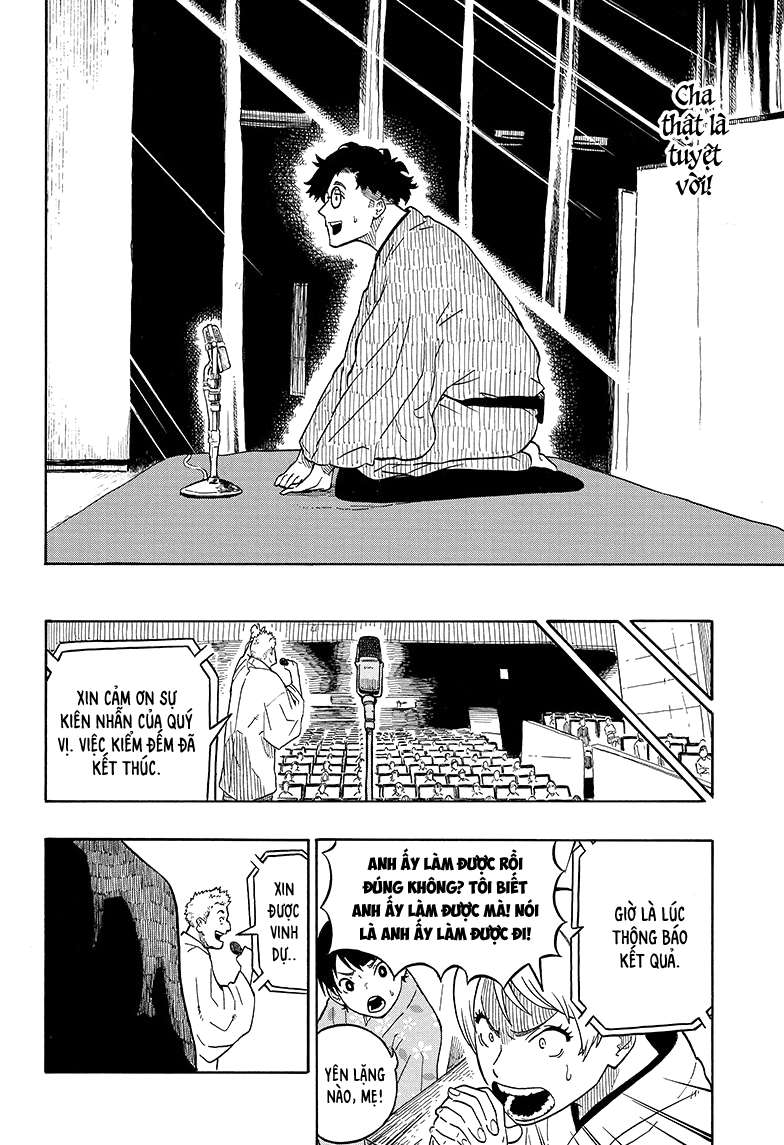 Cha
thật là
tuyệt
vời!
XIN CẢM ƠN SỰ
KIÊN NHẪN CỦA QUÝ
VỊ. VIỆC KIỂM ĐẾM ĐÃ
KẾT THÚC.
GIỜ LÀ LÚC
THÔNG BÁO
KẾT QUẢ.
ANH ẤY LÀM ĐƯỢC RỒI
ĐÚNG KHÔNG? TÔI BIẾT
ANH ẤY LÀM ĐƯỢC MÀ! NÓI
LÀ ANH ẤY LÀM ĐƯỢC ĐI!
YÊN LẶNG
NÀO, MẸ!
XIN
ĐƯỢC
VINH
DỰ..